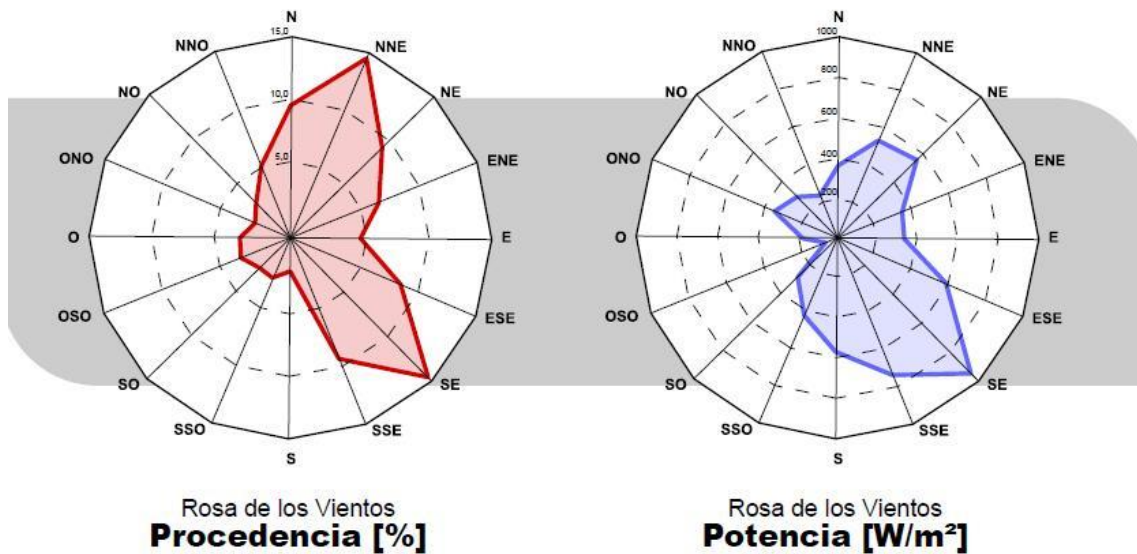 N
NNE
NE
ENE
E
ESE
SE
SSE
S
SSO
SO
OSO
O
ONO
NO
NNO
15,0
10,0
5,0
Rosa de los Vientos
Procedencia [%]
N
NNE
NE
ENE
E
ESE
SE
SSE
S
SSO
SO
OSO
O
ONO
NO
NNO
1000
800
600
400
200
Rosa de los Vientos
Potencia [W/m²]